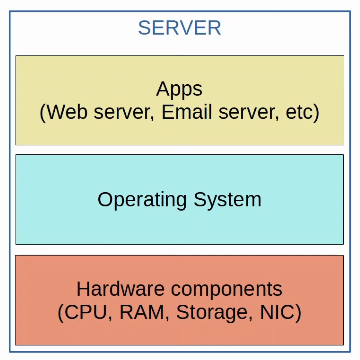 SERVER
Apps
(Web server, Email server, etc)
Operating System
Hardware components
(CPU, RAM, Storage, NIC)